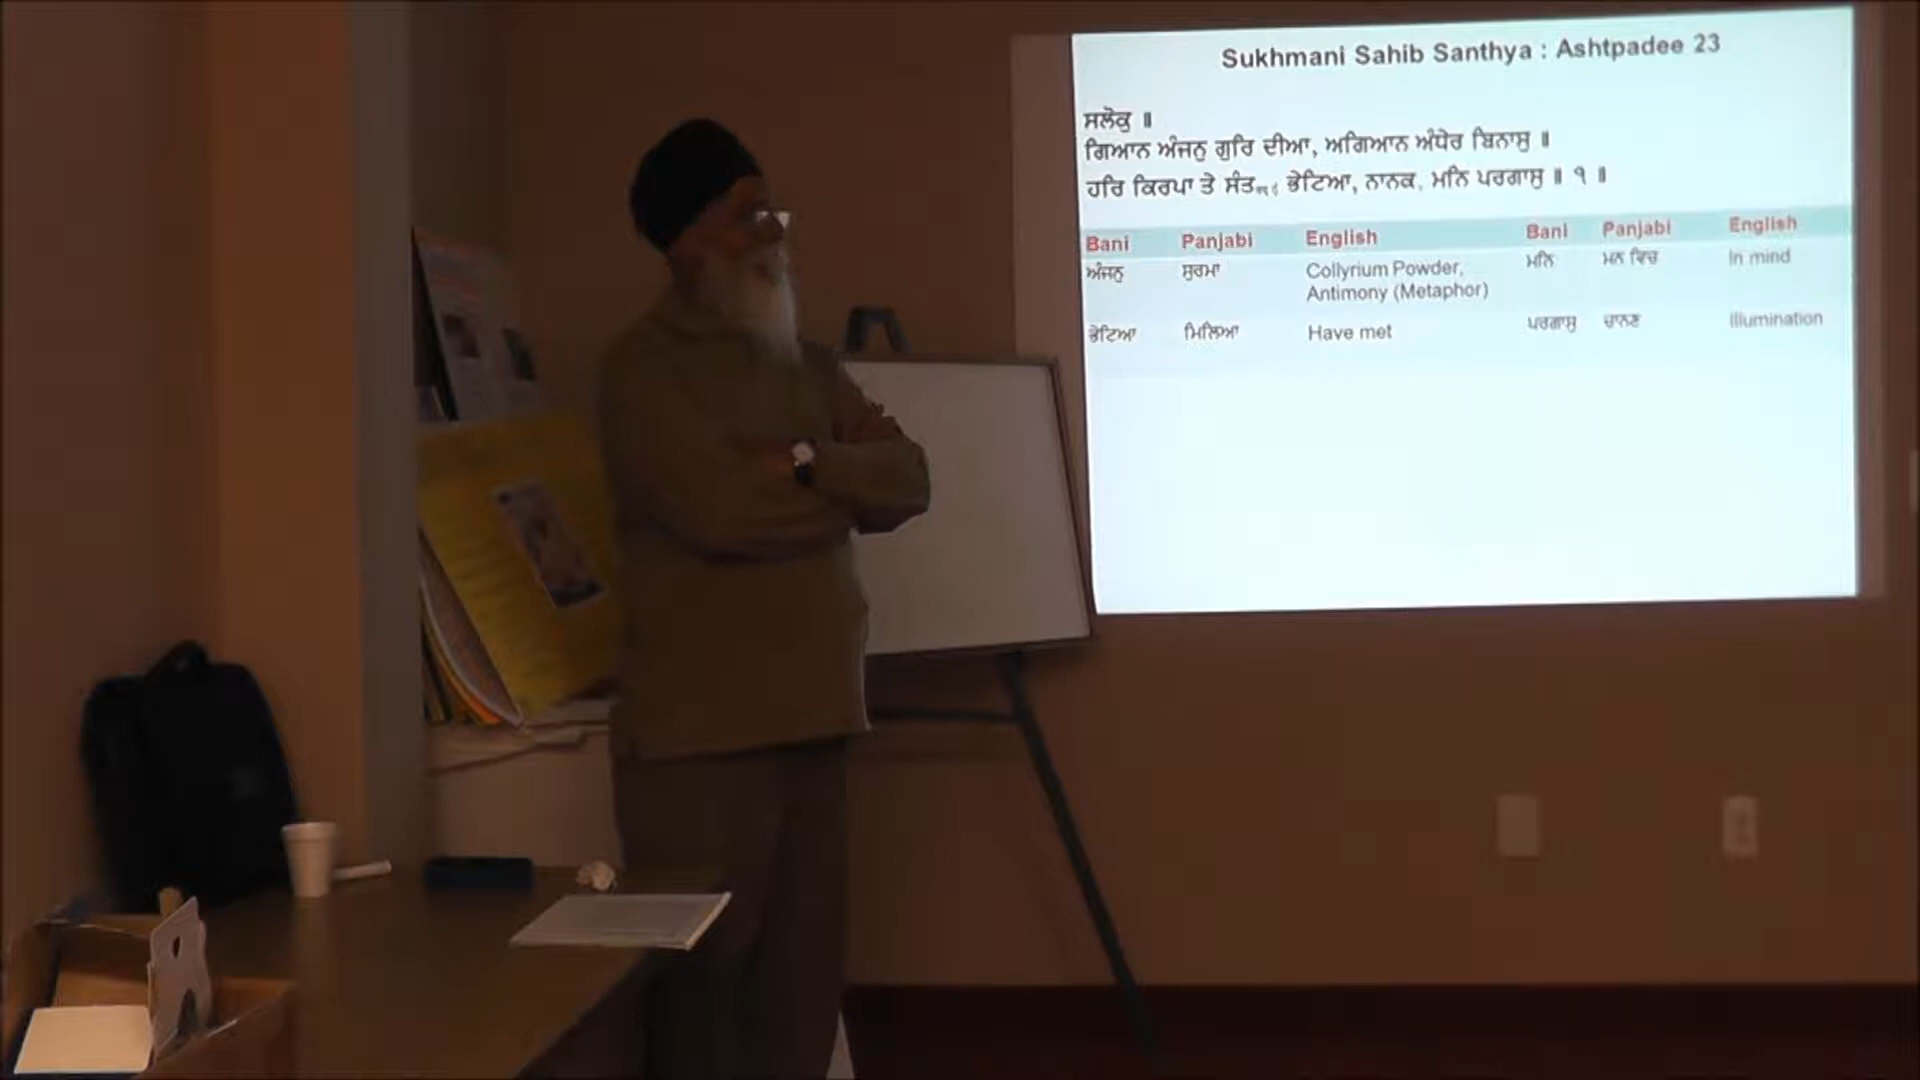 Sukhmani Sahib Santhya : Ashtpadee 23
ਸਲੋਕੁ ॥
ਗਿਆਨ ਅੰਜਨੁ ਗੁਰਿ ਦੀਆ, ਅਗਿਆਨ ਅੰਧੇਰ ਬਿਨਾਸੁ ॥
ਹਰਿ ਕਿਰਪਾ ਤੇ ਸੰਤ ਭੇਟਿਆ, ਨਾਨਕ, ਮਨਿ ਪਰਗਾਸੁ ॥ ੧ ॥
Bani Panjabi English Bani Panjabi English
ਅੰਜਨੁ ਸੁਰਮਾ Collyrium Powder, ਮਨਿ ਮਨ ਵਿਚ In mind
Antimony (Metaphor)
ਭੇਟਿਆ ਮਿਲਿਆ Have met ਪਰਗਾਸੁ ਚਾਨਣ Illumination